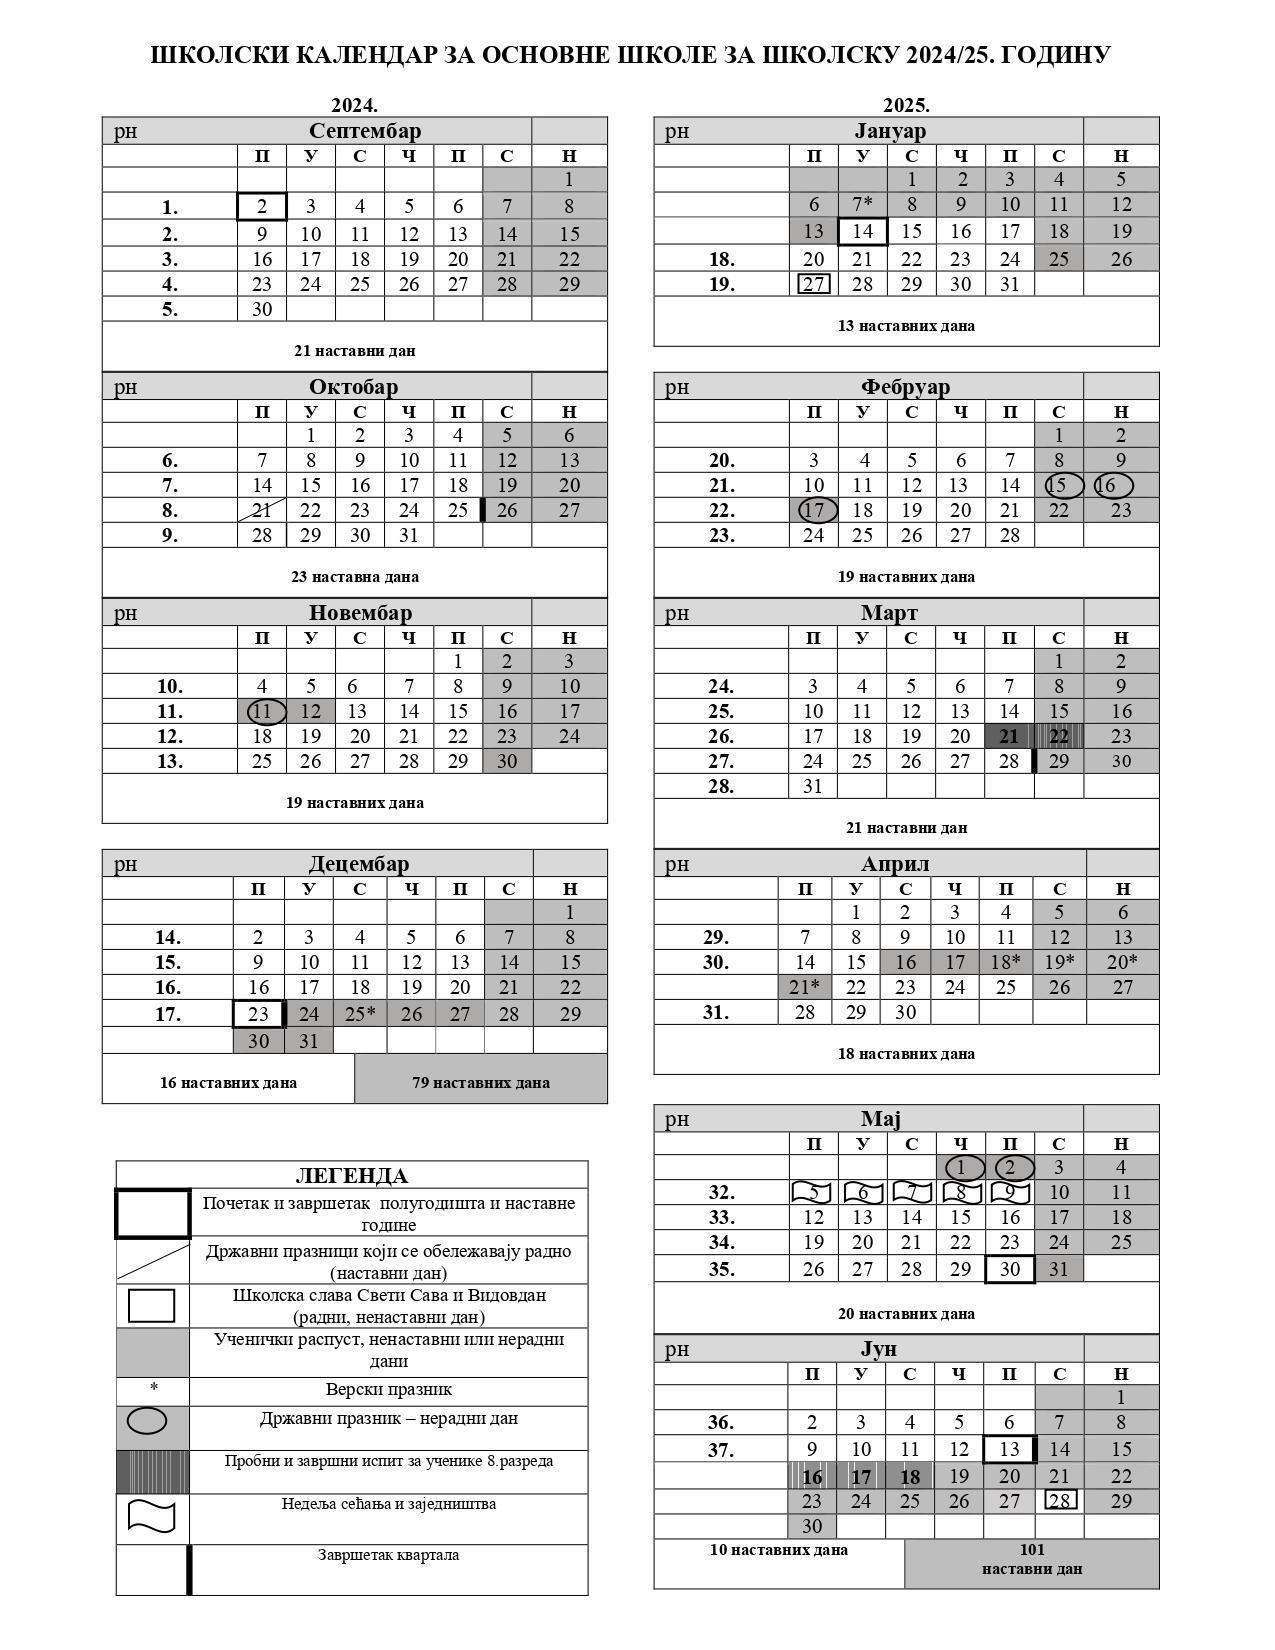 ШКОЛСКИ КАЛЕНДАР ЗА ОСНОВНЕ ШКОЛЕ ЗА ШКОЛСКУ 2024/25. ГОДИНУ
2024.
рн Септембар
П У С Ч П С Н
1
1. 2 3 4 5 6 7 8
2. 9 10 11 12 13 14 15
3. 16 17 18 19 20 21 22
4. 23 24 25 26 27 28 29
5. 30
21 наставни дан
рн Октобар
П У С Ч П С Н
1 2 3 4 5 6
6. 7 8 9 10 11 12 13
7. 14 15 16 17 18 19 20
8. 21 22 23 24 25 26 27
9. 28 29 30 31
23 наставна дана
рн Новембар
П У С Ч П С Н
1 2 3
10. 4 5 6 7 8 9 10
11. 11 12 13 14 15 16 17
12. 18 19 20 21 22 23 24
13. 25 26 27 28 29 30
19 наставних дана
рн Децембар
П У С Ч П С Н
1
14. 2 3 4 5 6 7 8
15. 9 10 11 12 13 14 15
16. 16 17 18 19 20 21 22
17. 23 24 25* 26 27 28 29
30 31
16 наставних дана 79 наставних дана
ЛЕГЕНДА
Почетак и завршетак полугодишта и наставне
године
Државни празници који се обележавају радно
(наставни дан)
Школска слава Свети Сава и Видовдан
(радни, ненаставни дан)
Ученички распуст, ненаставни или нерадни
дани
* Верски празник
Државни празник – нерадни дан
Пробни и завршни испит за ученике 8.разреда
Недеља сећања и заједништва
Завршетак квартала
2025.
рн Јануар
П У С Ч П С Н
1 2 3 4 5
6 7* 8 9 10 11 12
13 14 15 16 17 18 19
18. 20 21 22 23 24 25 26
19. 27 28 29 30 31
13 наставних дана
рн Фебруар
П У С Ч П С Н
1 2
20. 3 4 5 6 7 8 9
21. 10 11 12 13 14 15 16
22. 17 18 19 20 21 22 23
23. 24 25 26 27 28
19 наставних дана
рн Март
П У С Ч П С Н
1 2
24. 3 4 5 6 7 8 9
25. 10 11 12 13 14 15 16
26. 17 18 19 20 21 22 23
27. 24 25 26 27 28 29 30
28. 31
21 наставни дан
рн Април
П У С Ч П С Н
1 2 3 4 5 6
29. 7 8 9 10 11 12 13
30. 14 15 16 17 18* 19* 20*
21* 22 23 24 25 26 27
31. 28 29 30
18 наставних дана
рн Мај
П У С Ч П С Н
1 2 3 4
32. 5 6 7 8 9 10 11
33. 12 13 14 15 16 17 18
34. 19 20 21 22 23 24 25
35. 26 27 28 29 30 31
20 наставних дана
рн Јун
П У С Ч П С Н
1
36. 2 3 4 5 6 7 8
37. 9 10 11 12 13 14 15
16 17 18 19 20 21 22
23 24 25 26 27 28 29
30
10 наставних дана 101
наставни дан